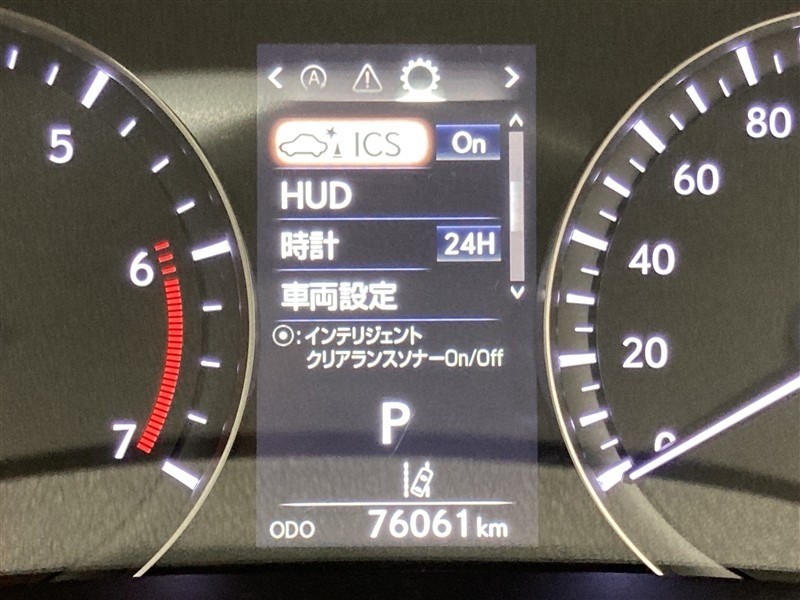 A
ICS On
HUD
時計 24H
車両設定
:インテリジェント
クリアランスソナーOn/Off
P
ODO 76061 km
5
6
7
80
60
40
20
0